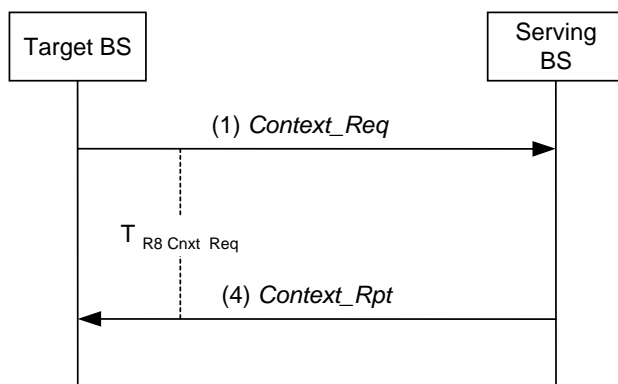 Target BS
Serving
BS
(1) Context_Req
T R8 Cnxt Req
(4) Context_Rpt